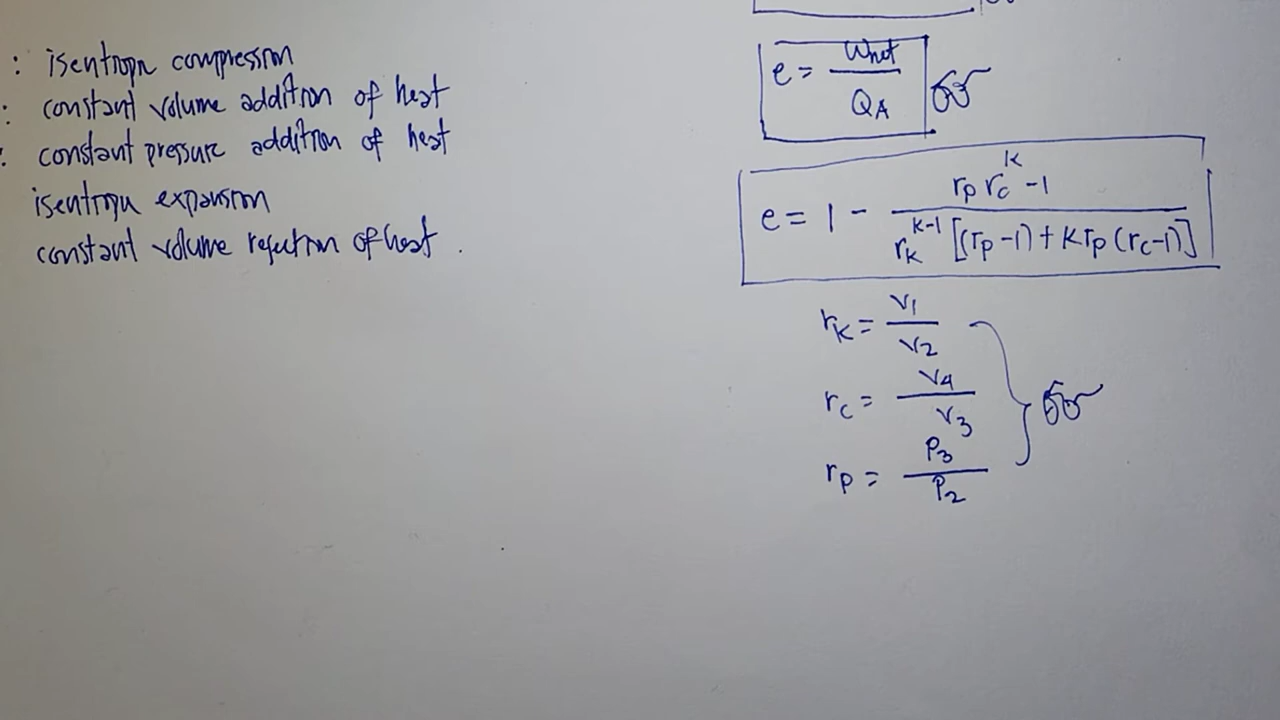 : isentropic compression
: constant volume addition of heat
: constant pressure addition of heat
isentropic expansion
constant volume rejection of heat .
e = Wnet / QA
e = 1 - (rp rc^k - 1) / (rk^(k-1) [(rp - 1) + k rp (rc - 1)])
rk = V1 / V2
rc = V4 / V3
rp = P3 / P2